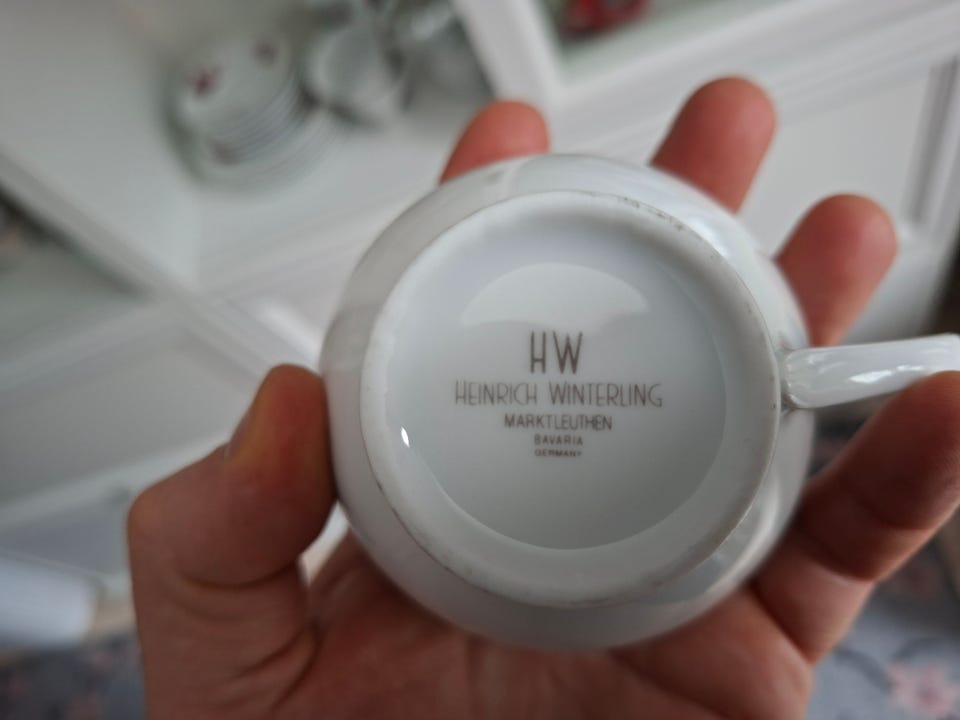 HW
HEINRICH WINTERLING
MARKTLEUTHEN
BAVARIA
GERMANY